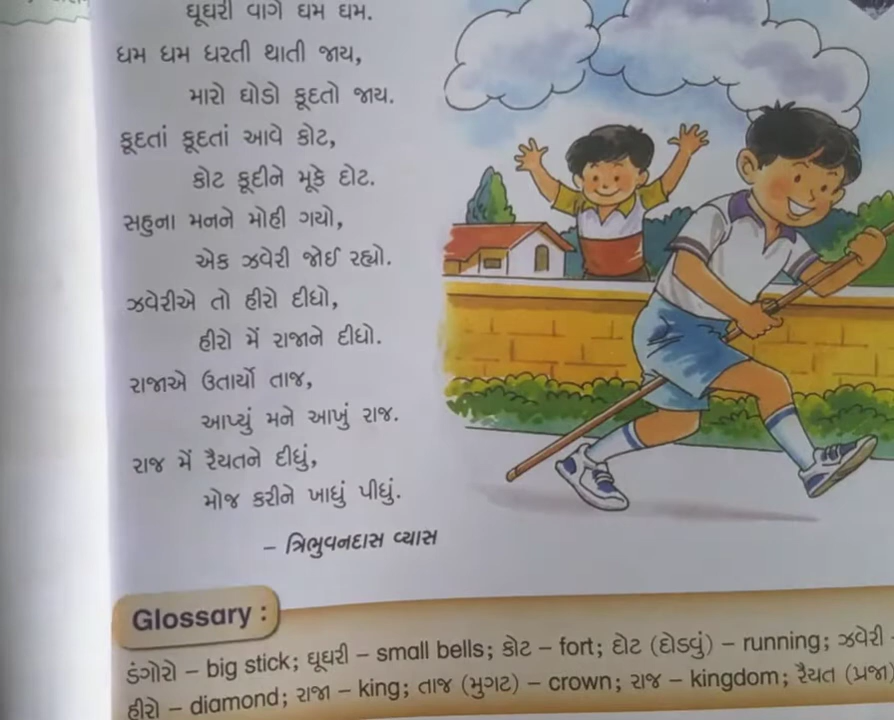 ઘૂઘરી વાગે ઘમ ઘમ.
ધમ ધમ ધરતી થાતી જાય,
મારો ઘોડો કૂદતો જાય.
કૂદતાં કૂદતાં આવે કોટ,
કોટ કૂદીને મૂકે દોટ.
સહુના મનને મોહી ગયો,
એક ઝવેરી જોઈ રહ્યો.
ઝવેરીએ તો હીરો દીધો,
હીરો મેં રાજાને દીધો.
રાજાએ ઉતાર્યો તાજ,
આપ્યું મને આખું રાજ.
રાજ મેં રૈયતને દીધું,
મોજ કરીને ખાધું પીધું.
– ત્રિભુવનદાસ વ્યાસ
Glossary :
ડંગોરો – big stick; ઘૂઘરી – small bells; કોટ – fort; દોટ (દોડવું) – running; ઝવેરી –
હીરો – diamond; રાજા – king; તાજ (મુગટ) – crown; રાજ – kingdom; રૈયત (પ્રજા)